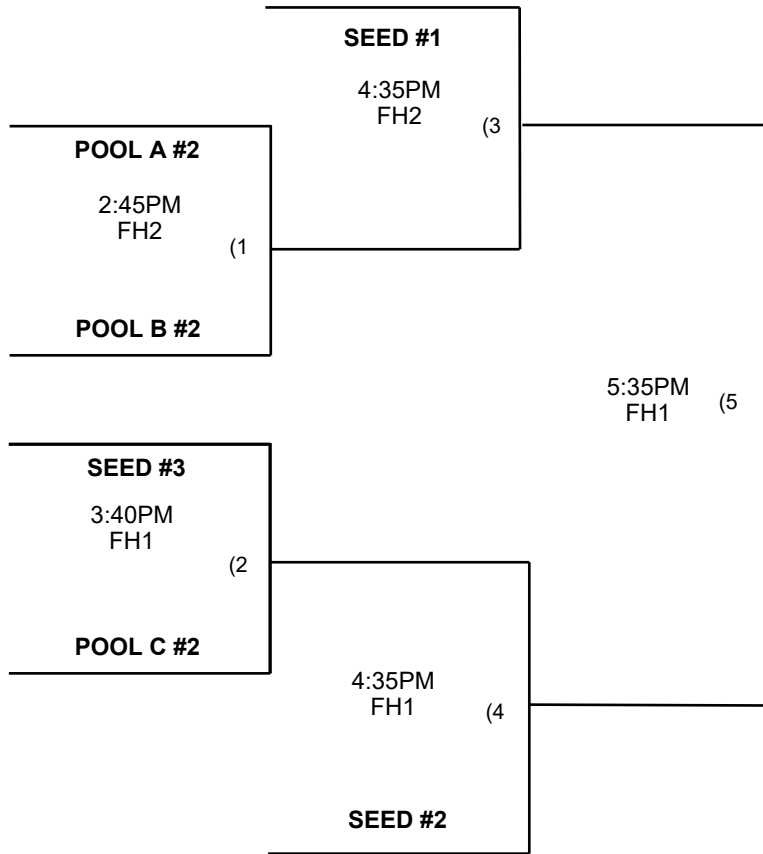 SEED #1
4:35PM
FH2
(3
POOL A #2
2:45PM
FH2
(1
POOL B #2
5:35PM
FH1
(5
SEED #3
3:40PM
FH1
(2
POOL C #2
4:35PM
FH1
(4
SEED #2